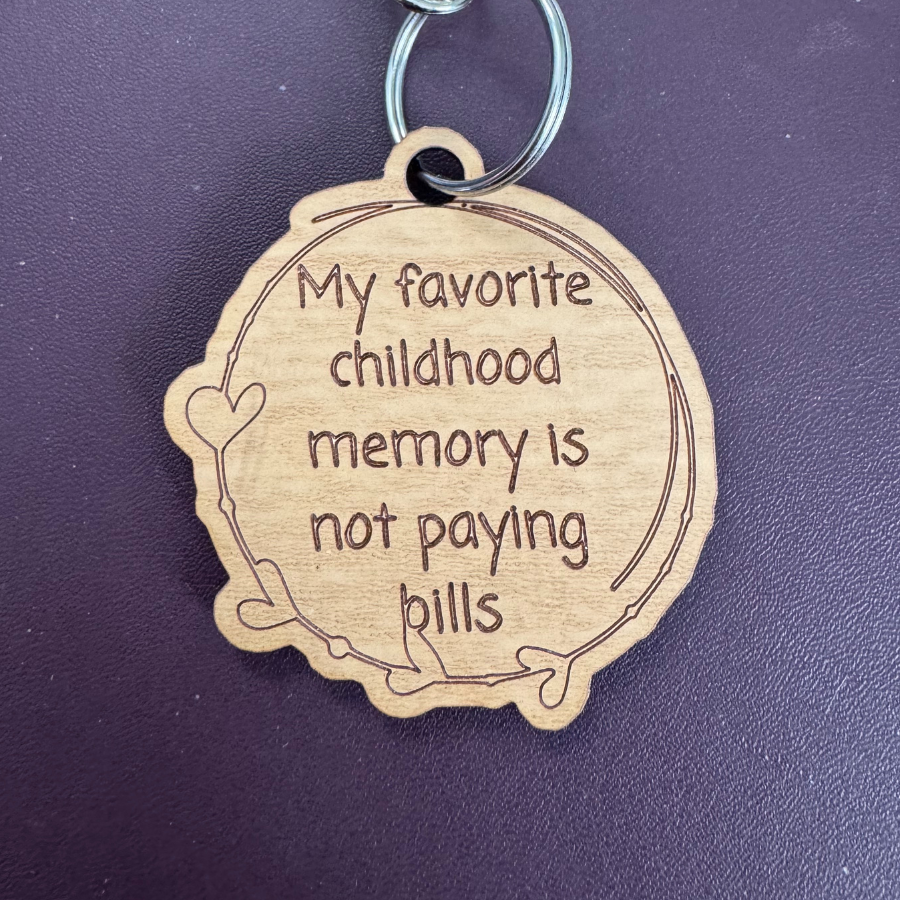 My favorite
childhood
memory is
not paying
bills